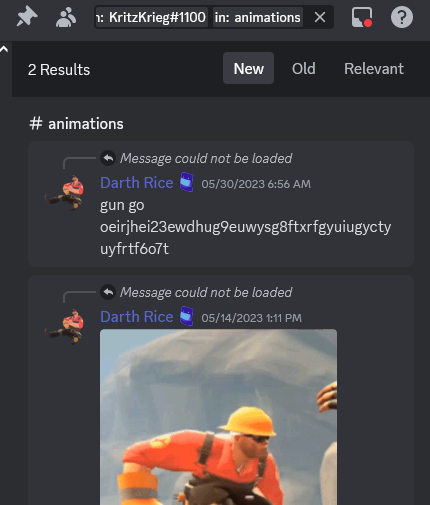 : KritzKrieg#1100 in: animations
2 Results
New
Old
Relevant
# animations
Message could not be loaded
Darth Rice 05/30/2023 6:56 AM
gun go
oeirjhei23ewdhug9euwysg8ftxrfgyuiugycty
uyfrtf6o7t
Message could not be loaded
Darth Rice 05/14/2023 1:11 PM